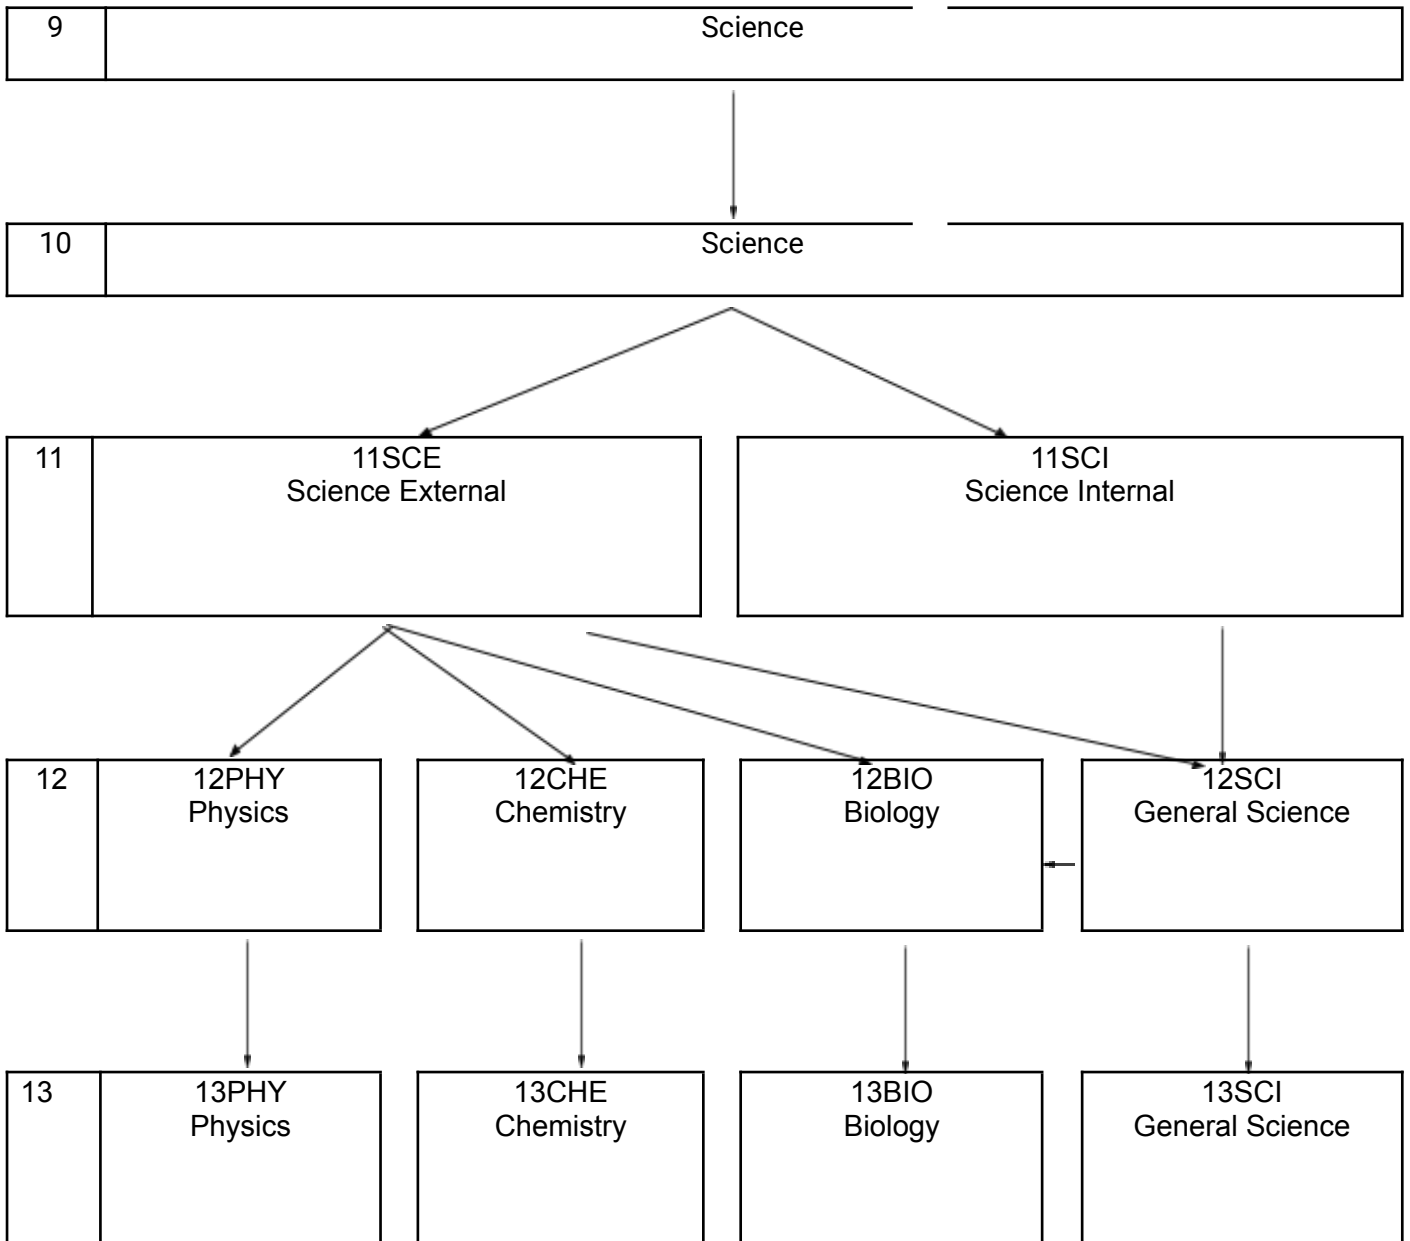 9 Science
10 Science
11 11SCE 11SCI
Science External Science Internal
12 12PHY 12CHE 12BIO 12SCI
Physics Chemistry Biology General Science
13 13PHY 13CHE 13BIO 13SCI
Physics Chemistry Biology General Science